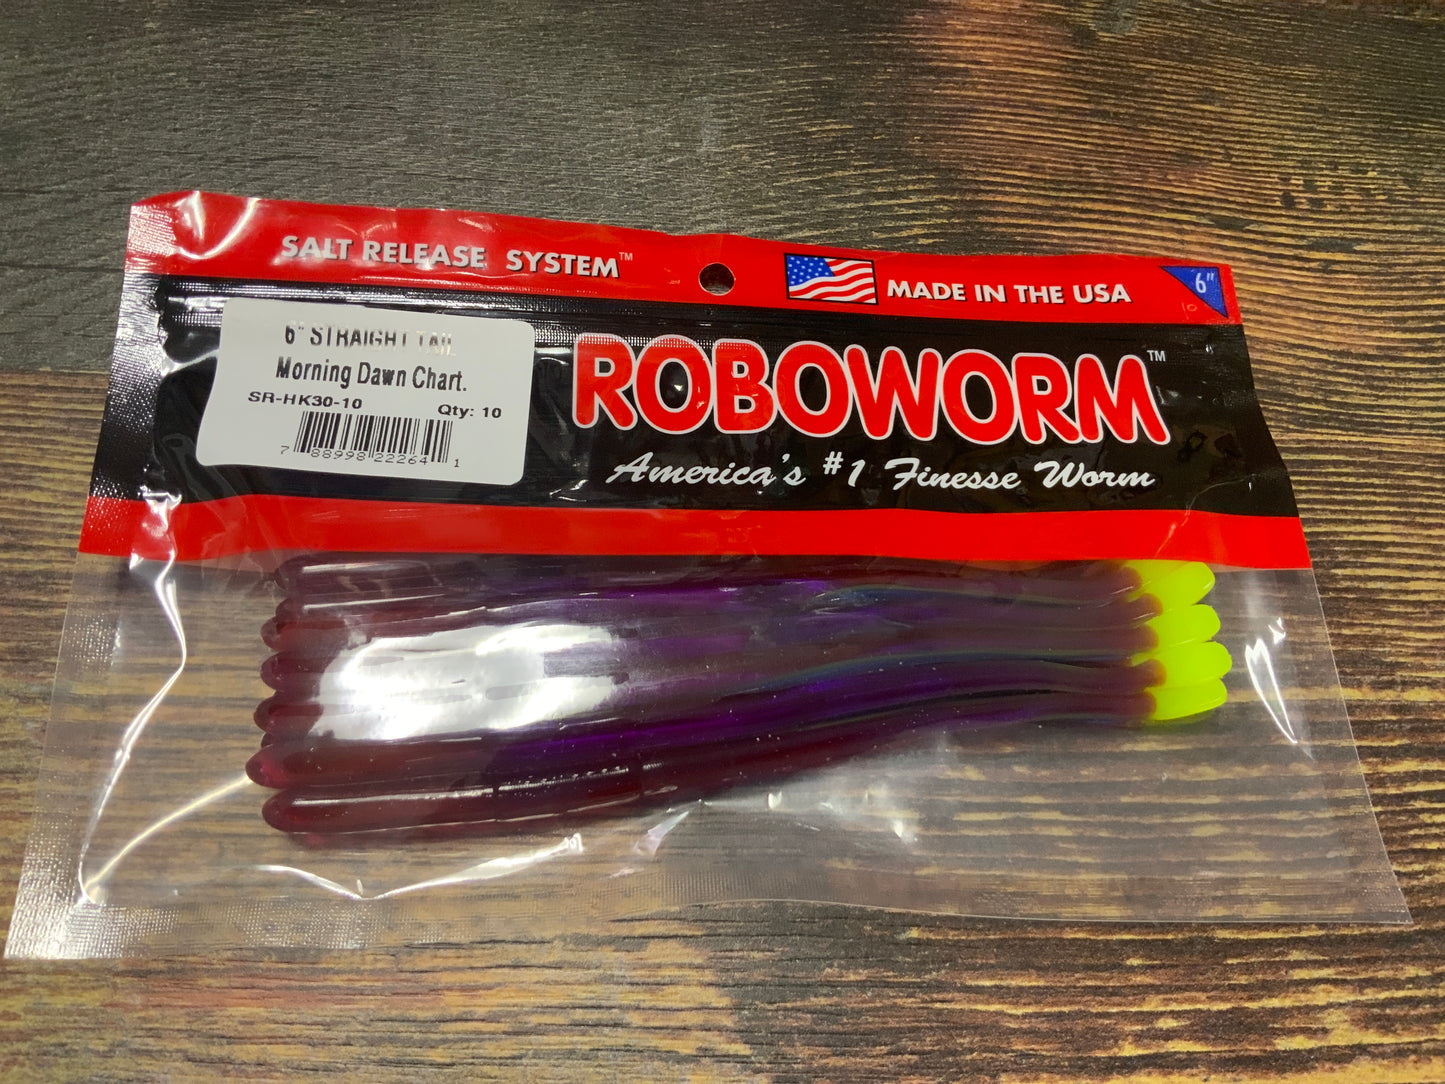 SALT RELEASE SYSTEM™
MADE IN THE USA
6"
6" STRAIGHT TAIL
Morning Dawn Chart.
SR-HK30-10 Qty: 10
7 88998 22264 1
ROBOWORM™
America's #1 Finesse Worm